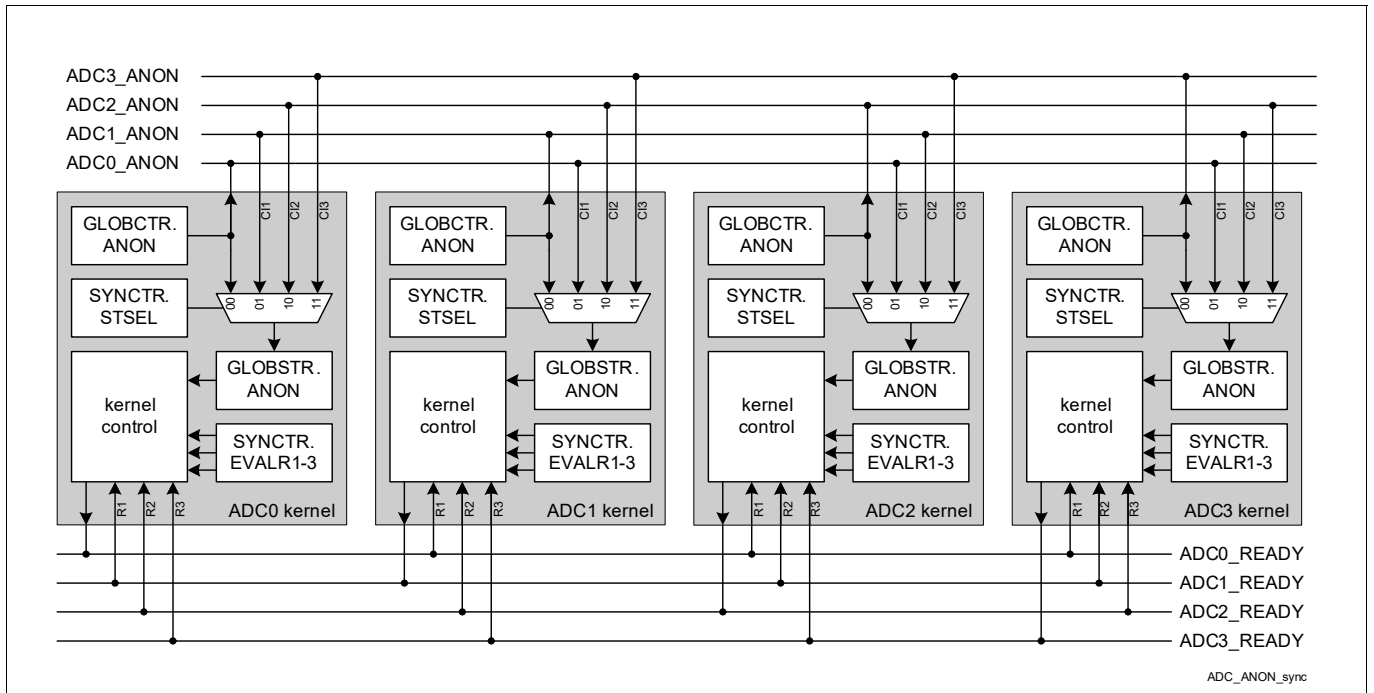 ADC3_ANON
ADC2_ANON
ADC1_ANON
ADC0_ANON
CI1
CI2
CI3
GLOBCTR.
ANON
SYNCTR.
STSEL
00
01
10
11
GLOBSTR.
ANON
kernel
control
SYNCTR.
EVALR1-3
R1
R2
R3
ADC0 kernel
CI1
CI2
CI3
GLOBCTR.
ANON
SYNCTR.
STSEL
00
01
10
11
GLOBSTR.
ANON
kernel
control
SYNCTR.
EVALR1-3
R1
R2
R3
ADC1 kernel
CI1
CI2
CI3
GLOBCTR.
ANON
SYNCTR.
STSEL
00
01
10
11
GLOBSTR.
ANON
kernel
control
SYNCTR.
EVALR1-3
R1
R2
R3
ADC2 kernel
CI1
CI2
CI3
GLOBCTR.
ANON
SYNCTR.
STSEL
00
01
10
11
GLOBSTR.
ANON
kernel
control
SYNCTR.
EVALR1-3
R1
R2
R3
ADC3 kernel
ADC0_READY
ADC1_READY
ADC2_READY
ADC3_READY
ADC_ANON_sync